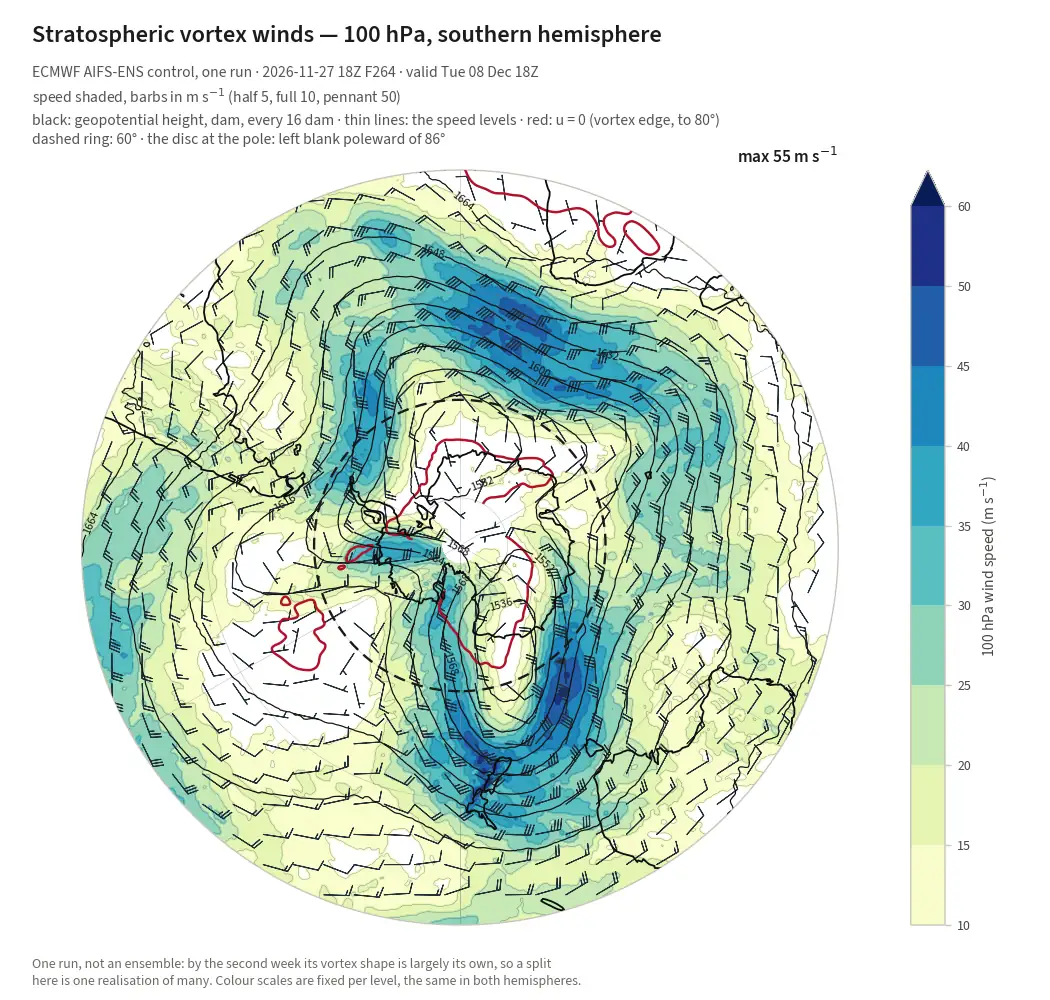 Stratospheric vortex winds — 100 hPa, southern hemisphere
ECMWF AIFS-ENS control, one run · 2026-11-27 18Z F264 · valid Tue 08 Dec 18Z
speed shaded, barbs in m s⁻¹ (half 5, full 10, pennant 50)
black: geopotential height, dam, every 16 dam · thin lines: the speed levels · red: u = 0 (vortex edge, to 80°)
dashed ring: 60° · the disc at the pole: left blank poleward of 86°
max 55 m s⁻¹
1664
1648
1632
1600
1616
1664
1552
1568
1536
60
50
45
40
35
30
25
20
15
10
100 hPa wind speed (m s⁻¹)
One run, not an ensemble: by the second week its vortex shape is largely its own, so a split
here is one realisation of many. Colour scales are fixed per level, the same in both hemispheres.